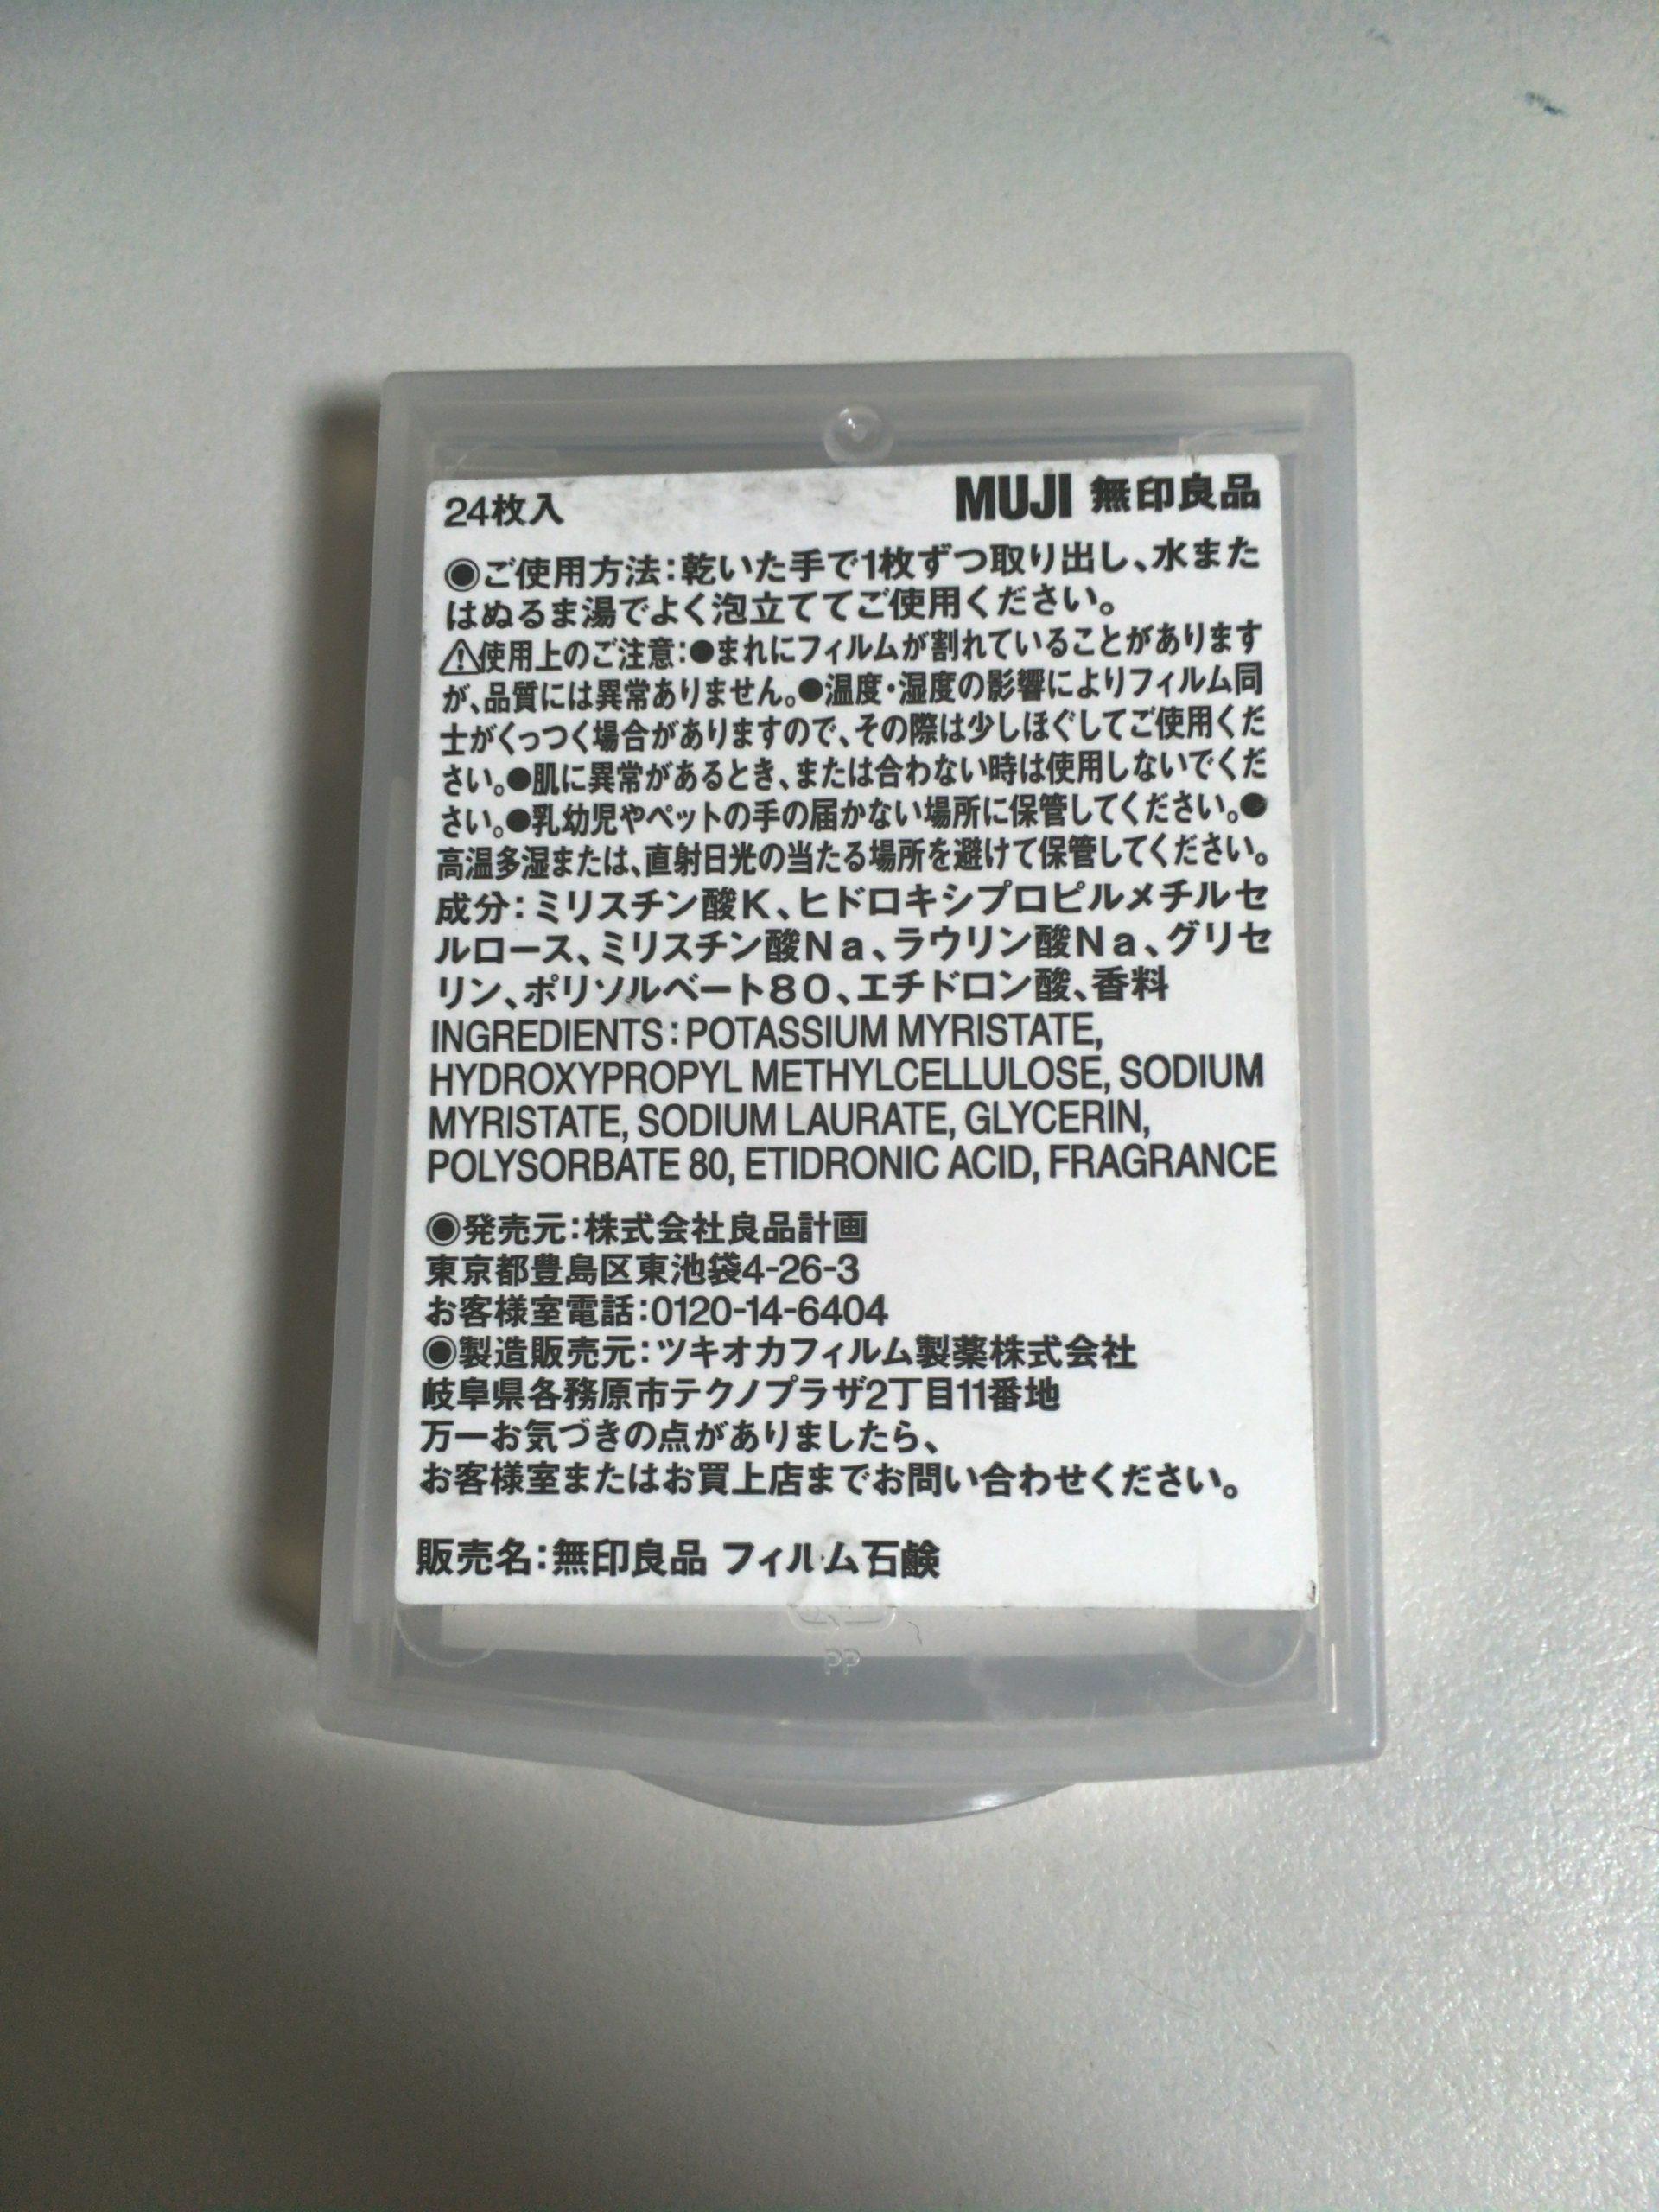 24枚入 MUJI 無印良品
◉ご使用方法：乾いた手で1枚ずつ取り出し、水また
はぬるま湯でよく泡立ててご使用ください。
⚠使用上のご注意：●まれにフィルムが割れていることがあります
が、品質には異常ありません。●温度・湿度の影響によりフィルム同
士がくっつく場合がありますので、その際は少しほぐしてご使用くだ
さい。●肌に異常があるとき、または合わない時は使用しないでくだ
さい。●乳幼児やペットの手の届かない場所に保管してください。●
高温多湿または、直射日光の当たる場所を避けて保管してください。
成分：ミリスチン酸K、ヒドロキシプロピルメチルセ
ルロース、ミリスチン酸Na、ラウリン酸Na、グリセ
リン、ポリソルベート80、エチドロン酸、香料
INGREDIENTS：POTASSIUM MYRISTATE,
HYDROXYPROPYL METHYLCELLULOSE, SODIUM
MYRISTATE, SODIUM LAURATE, GLYCERIN,
POLYSORBATE 80, ETIDRONIC ACID, FRAGRANCE
◉発売元：株式会社良品計画
東京都豊島区東池袋4-26-3
お客様室電話：0120-14-6404
◉製造販売元：ツキオカフィルム製薬株式会社
岐阜県各務原市テクノプラザ2丁目11番地
万一お気づきの点がありましたら、
お客様室またはお買上店までお問い合わせください。
販売名：無印良品 フィルム石鹸
PP